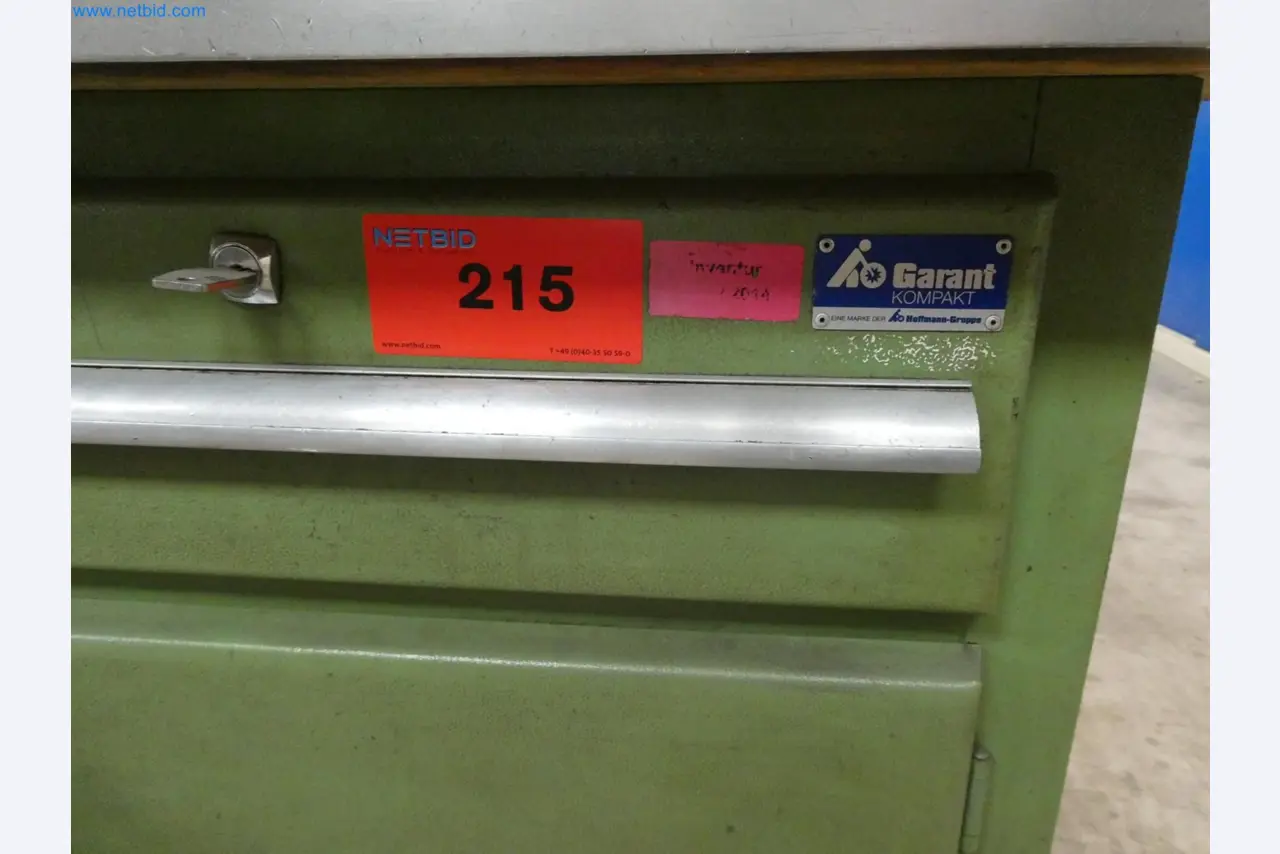 www.netbid.com
NETBID
215
www.netbid.com
T +49 (0)40-35 50 59-0
Inventur
Garant
KOMPAKT
EINE MARKE DER Hoffmann-Gruppe